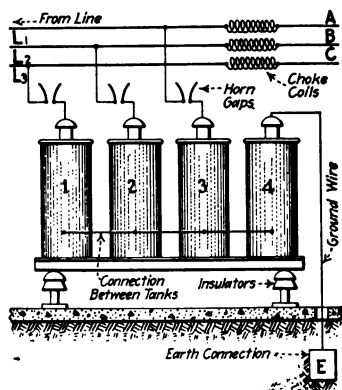 From Line
A
L1
B
L2
C
L3
Horn
Gaps
Choke
Coils
1 2 3 4
Ground Wire
Connection
Between Tanks
Insulators
Earth Connection
E